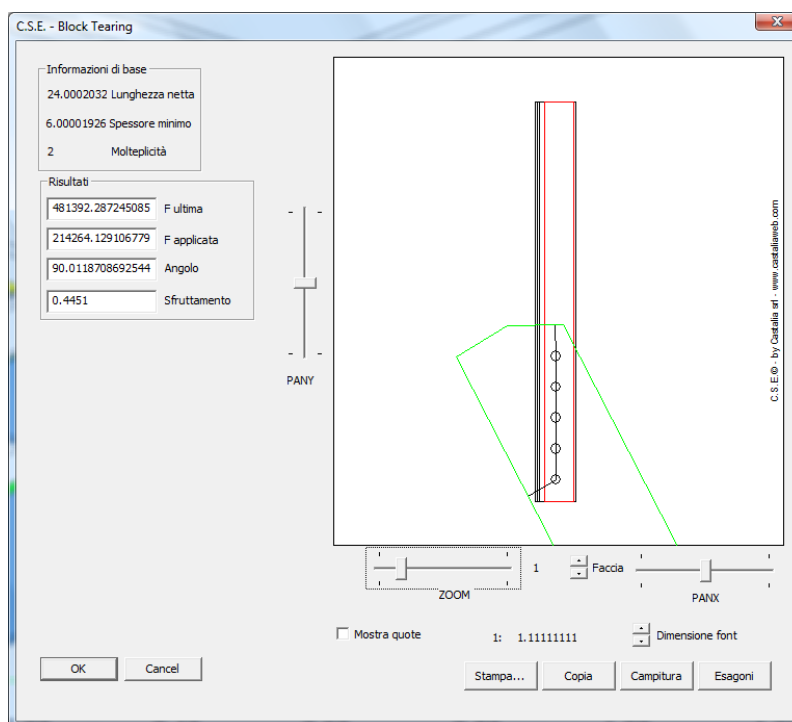 C.S.E. - Block Tearing
Informazioni di base
24.0002032 Lunghezza netta
6.00001926 Spessore minimo
2 Molteplicità
Risultati
481392.287245085 F ultima
214264.129106779 F applicata
90.0118708692544 Angolo
0.4451 Sfruttamento
PANY
C.S.E.© - by Castalia srl - www.castaliaweb.com
1 Faccia
ZOOM
PANX
Mostra quote
1: 1.11111111
Dimensione font
OK
Cancel
Stampa...
Copia
Campitura
Esagoni